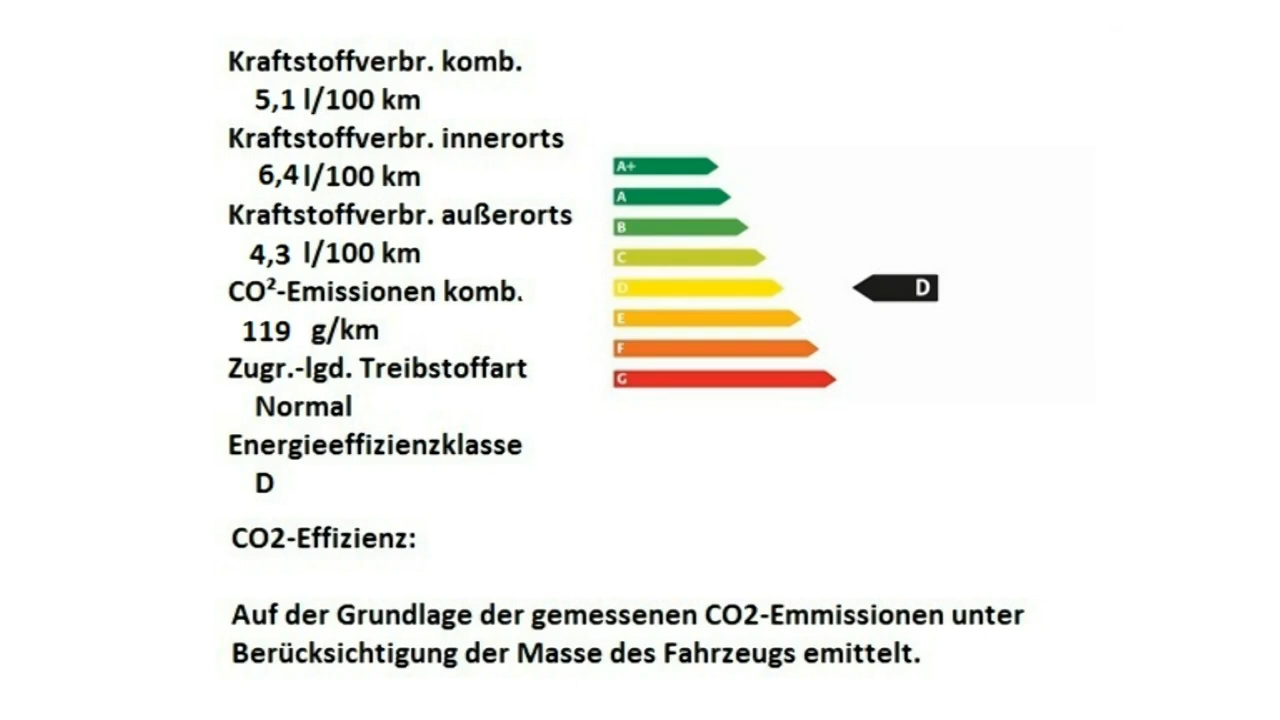 Kraftstoffverbr. komb.
5,1 l/100 km
Kraftstoffverbr. innerorts
6,4 l/100 km
Kraftstoffverbr. außerorts
4,3 l/100 km
CO²-Emissionen komb.
119 g/km
Zugr.-lgd. Treibstoffart
Normal
Energieeffizienzklasse
D
A+
A
B
C
D
E
F
G
D
CO2-Effizienz:
Auf der Grundlage der gemessenen CO2-Emmissionen unter
Berücksichtigung der Masse des Fahrzeugs emittelt.